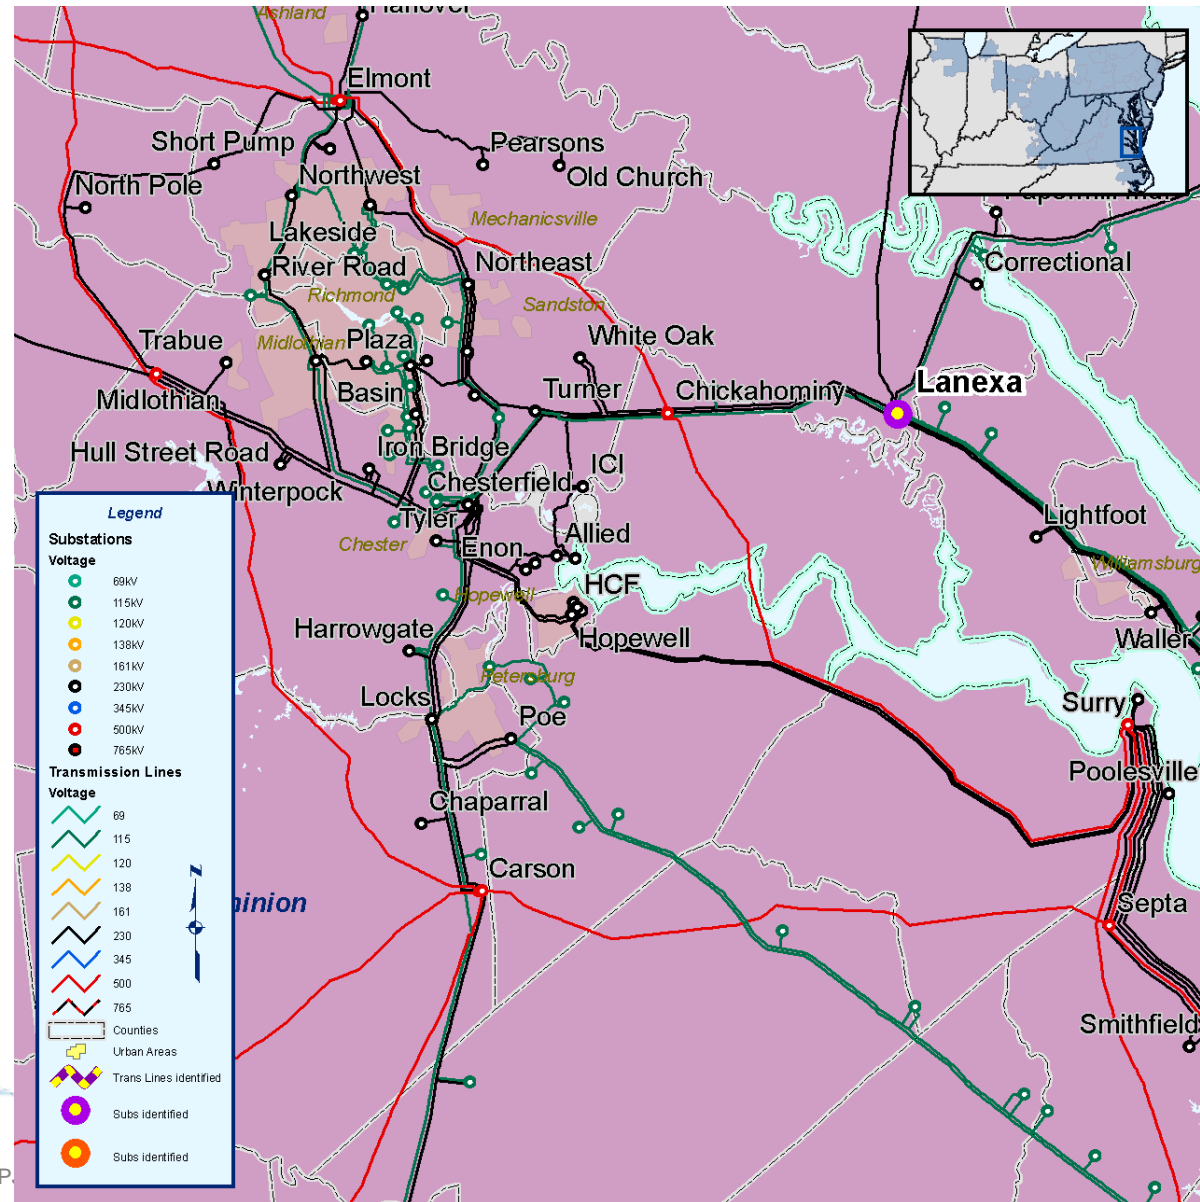 Ashland
Hanover
Elmont
Short Pump
Pearsons
Old Church
North Pole
Northwest
Mechanicsville
Lakeside
River Road
Northeast
Correctional
Richmond
Sandston
Trabue
Midlothian
Plaza
White Oak
Midlothian
Basin
Turner
Chickahominy
Lanexa
Hull Street Road
Iron Bridge
ICI
Winterpock
Chesterfield
Tyler
Lightfoot
Chester
Enon
Allied
Williamsburg
Hopewell
HCF
Harrowgate
Hopewell
Waller
Petersburg
Locks
Poe
Surry
Poolesville
Chaparral
Carson
minion
Septa
Smithfield
Legend
Substations
Voltage
69kV
115kV
120kV
138kV
161kV
230kV
345kV
500kV
765kV
Transmission Lines
Voltage
69
115
120
138
161
230
345
500
765
Counties
Urban Areas
Trans Lines identified
Subs identified
Subs identified
N